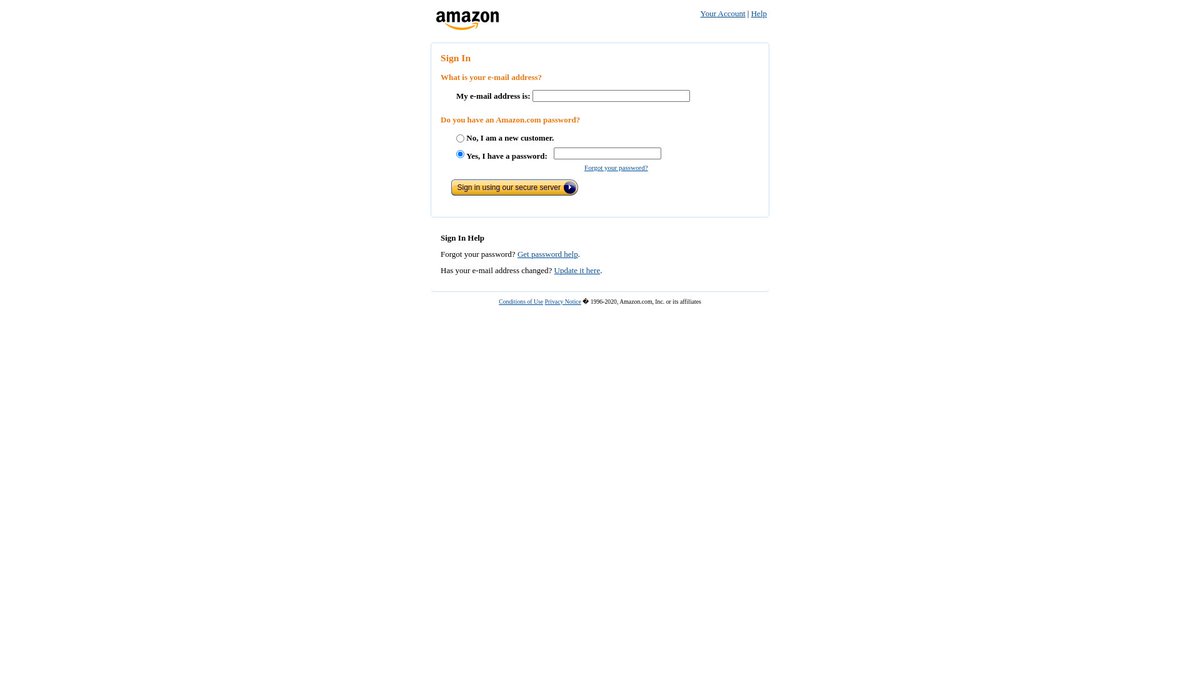 amazon
Your Account | Help
Sign In
What is your e-mail address?
My e-mail address is:
Do you have an Amazon.com password?
No, I am a new customer.
Yes, I have a password:
Forgot your password?
Sign in using our secure server
Sign In Help
Forgot your password? Get password help.
Has your e-mail address changed? Update it here.
Conditions of Use Privacy Notice � 1996-2020, Amazon.com, Inc. or its affiliates